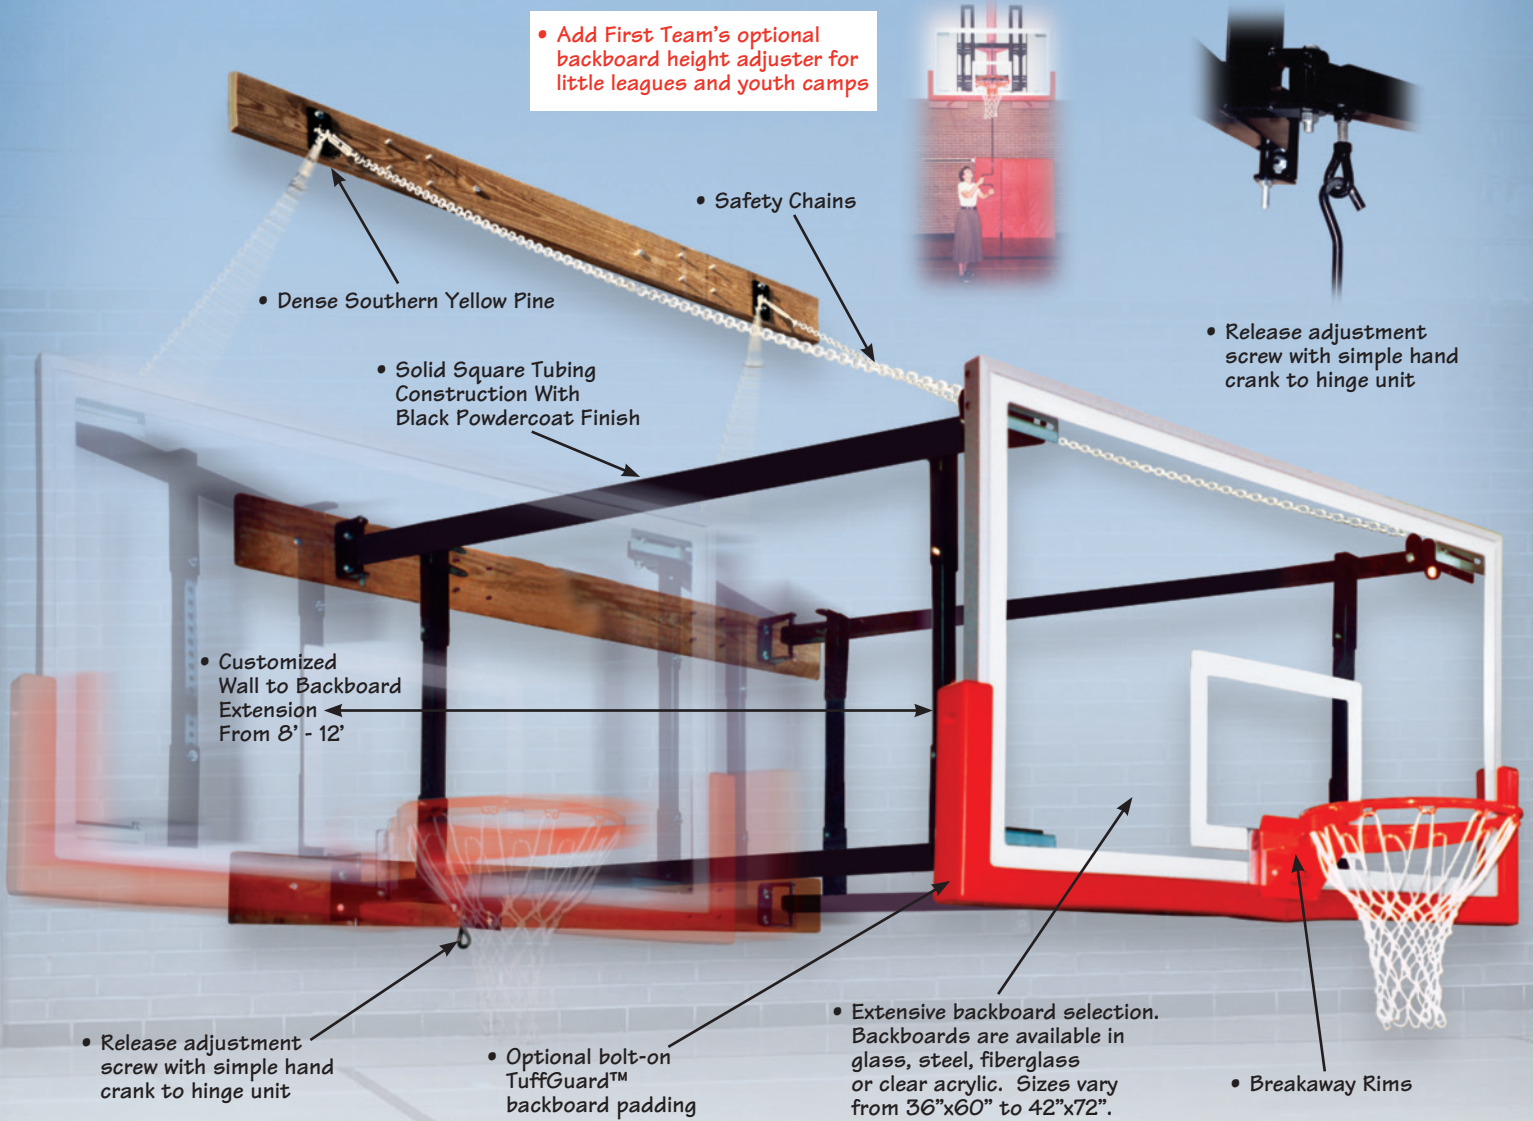 • Add First Team's optional
backboard height adjuster for
little leagues and youth camps
• Safety Chains
• Dense Southern Yellow Pine
• Release adjustment
screw with simple hand
crank to hinge unit
• Solid Square Tubing
Construction With
Black Powdercoat Finish
• Customized
Wall to Backboard
Extension
From 8' - 12'
• Release adjustment
screw with simple hand
crank to hinge unit
• Optional bolt-on
TuffGuard™
backboard padding
• Extensive backboard selection.
Backboards are available in
glass, steel, fiberglass
or clear acrylic.  Sizes vary
from 36"x60" to 42"x72".
• Breakaway Rims